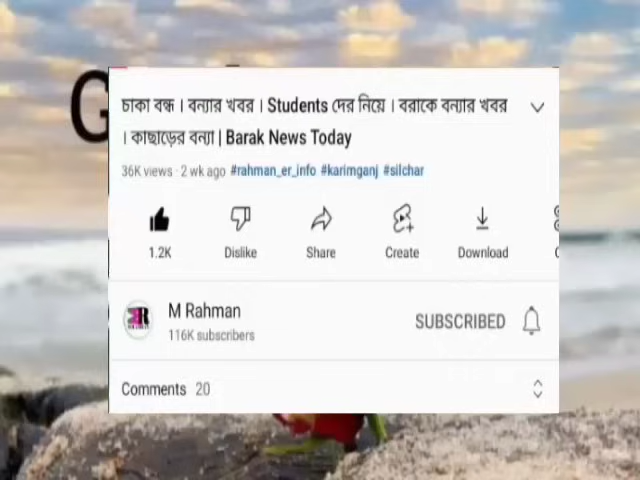 G
চাকা বন্ধ । বন্যার খবর । Students দের নিয়ে । বরাকে বন্যার খবর
। কাছাড়ের বন্যা | Barak News Today
36K views · 2 wk ago #rahman_er_info #karimganj #silchar
1.2K Dislike Share Create Download
M Rahman
116K subscribers
SUBSCRIBED
Comments 20